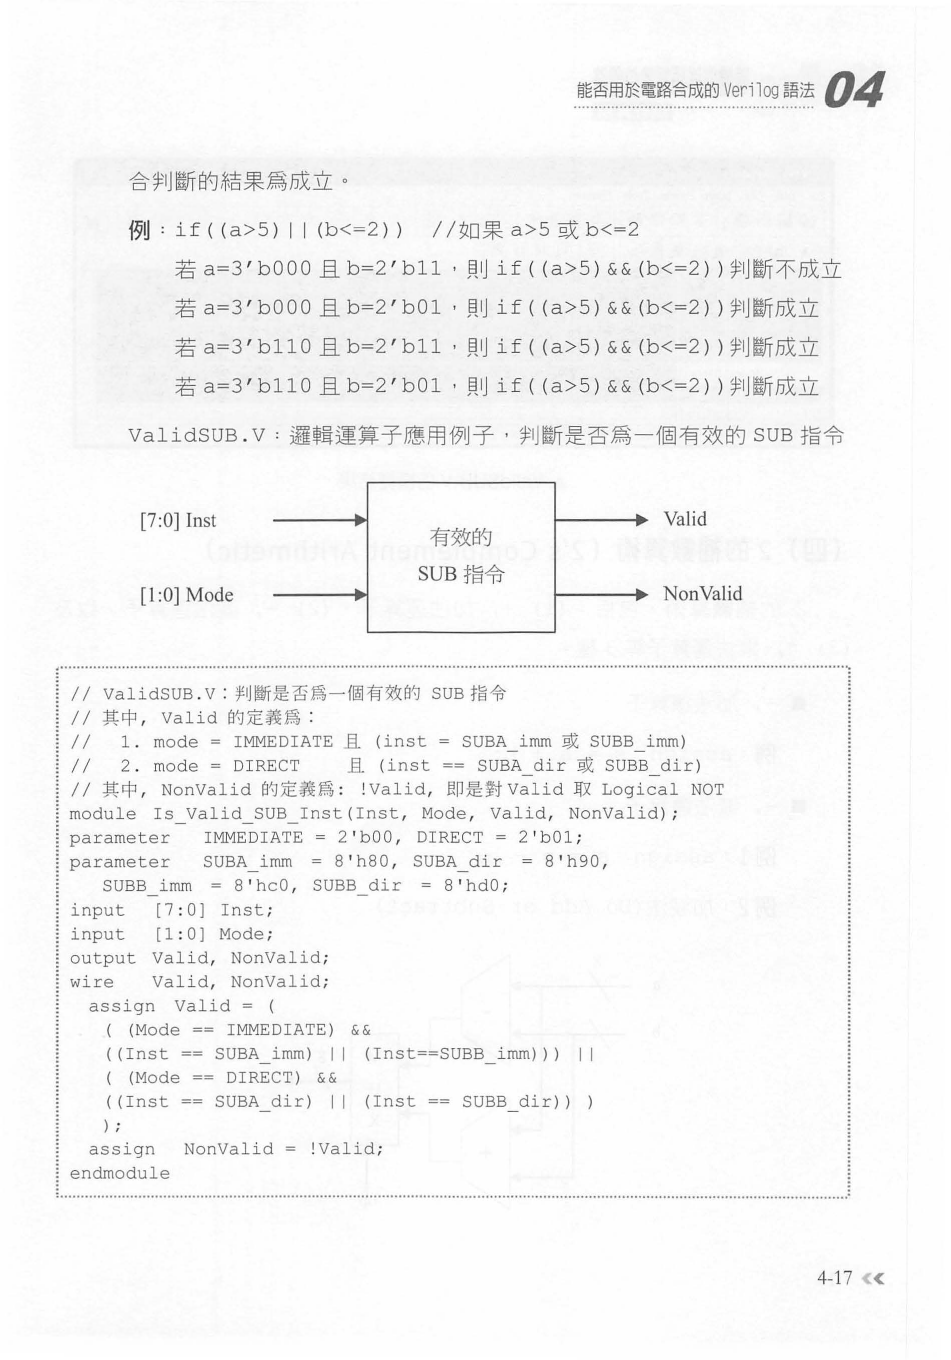 能否用於電路合成的 Verilog 語法 04
合判斷的結果為成立。
例：if((a>5)||(b<=2)) //如果 a>5 或 b<=2
若 a=3'b000 且 b=2'b11，則 if((a>5)&&(b<=2))判斷不成立
若 a=3'b000 且 b=2'b01，則 if((a>5)&&(b<=2))判斷成立
若 a=3'b110 且 b=2'b11，則 if((a>5)&&(b<=2))判斷成立
若 a=3'b110 且 b=2'b01，則 if((a>5)&&(b<=2))判斷成立
ValidSUB.V：邏輯運算子應用例子，判斷是否為一個有效的 SUB 指令
[7:0] Inst
有效的
SUB 指令
Valid
[1:0] Mode
NonValid
// ValidSUB.V：判斷是否為一個有效的 SUB 指令
// 其中, Valid 的定義為：
// 1. mode = IMMEDIATE 且 (inst = SUBA_imm 或 SUBB_imm)
// 2. mode = DIRECT 且 (inst == SUBA_dir 或 SUBB_dir)
// 其中, NonValid 的定義為: !Valid, 即是對 Valid 取 Logical NOT
module Is_Valid_SUB_Inst(Inst, Mode, Valid, NonValid);
parameter IMMEDIATE = 2'b00, DIRECT = 2'b01;
parameter SUBA_imm = 8'h80, SUBA_dir = 8'h90,
SUBB_imm = 8'hc0, SUBB_dir = 8'hd0;
input [7:0] Inst;
input [1:0] Mode;
output Valid, NonValid;
wire Valid, NonValid;
assign Valid = (
( (Mode == IMMEDIATE) &&
((Inst == SUBA_imm) || (Inst==SUBB_imm))) ||
( (Mode == DIRECT) &&
((Inst == SUBA_dir) || (Inst == SUBB_dir)) )
);
assign NonValid = !Valid;
endmodule
4-17